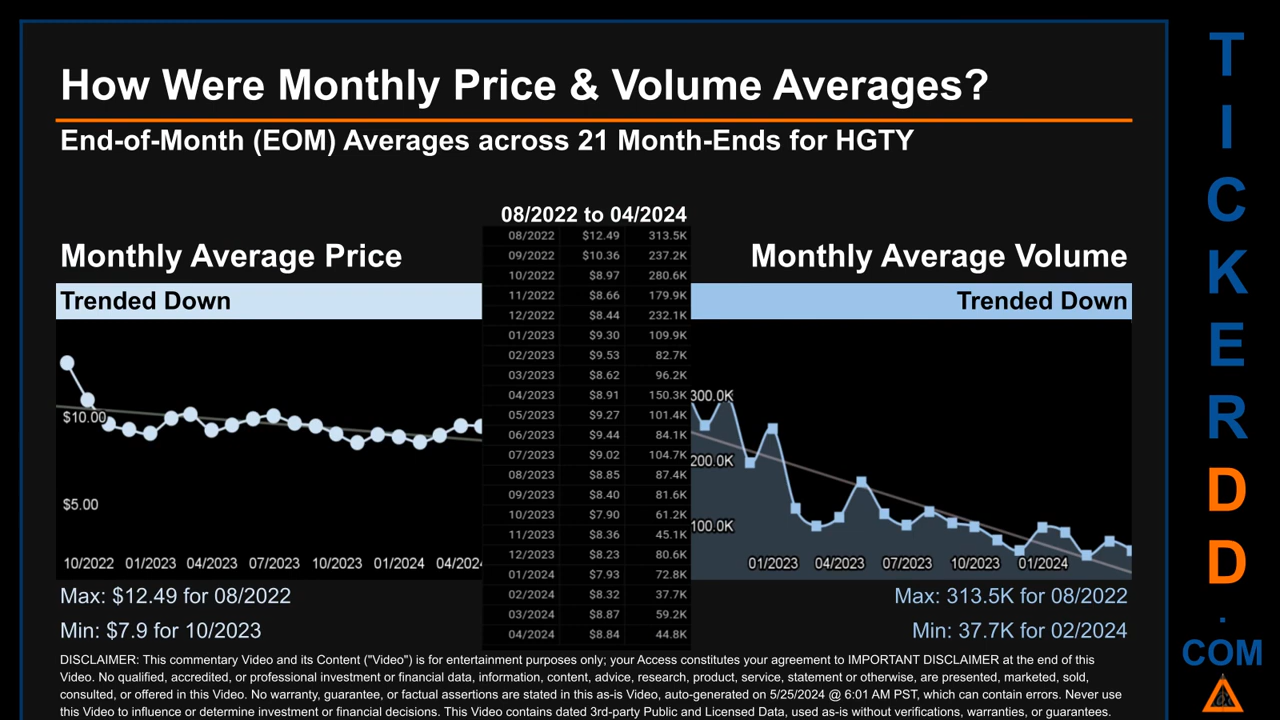 How Were Monthly Price & Volume Averages?
End-of-Month (EOM) Averages across 21 Month-Ends for HGTY
08/2022 to 04/2024
Monthly Average Price
Monthly Average Volume
Trended Down
Trended Down
08/2022 $12.49 313.5K
09/2022 $10.36 237.2K
10/2022 $8.97 280.6K
11/2022 $8.66 179.9K
12/2022 $8.44 232.1K
01/2023 $9.30 109.9K
02/2023 $9.53 82.7K
03/2023 $8.62 96.2K
04/2023 $8.91 150.3K
05/2023 $9.27 101.4K
06/2023 $9.44 84.1K
07/2023 $9.02 104.7K
08/2023 $8.85 87.4K
09/2023 $8.40 81.6K
10/2023 $7.90 61.2K
11/2023 $8.36 45.1K
12/2023 $8.23 80.6K
01/2024 $7.93 72.8K
02/2024 $8.32 37.7K
03/2024 $8.87 59.2K
04/2024 $8.84 44.8K
$10.00
$5.00
10/2022 01/2023 04/2023 07/2023 10/2023 01/2024 04/2024
300.0K
200.0K
100.0K
01/2023 04/2023 07/2023 10/2023 01/2024
Max: $12.49 for 08/2022
Min: $7.9 for 10/2023
Max: 313.5K for 08/2022
Min: 37.7K for 02/2024
DISCLAIMER: This commentary Video and its Content ("Video") is for entertainment purposes only; your Access constitutes your agreement to IMPORTANT DISCLAIMER at the end of this
Video. No qualified, accredited, or professional investment or financial data, information, content, advice, research, product, service, statement or otherwise, are presented, marketed, sold,
consulted, or offered in this Video. No warranty, guarantee, or factual assertions are stated in this as-is Video, auto-generated on 5/25/2024 @ 6:01 AM PST, which can contain errors. Never use
this Video to influence or determine investment or financial decisions. This Video contains dated 3rd-party Public and Licensed Data, used as-is without verifications, warranties, or guarantees.
T
I
C
K
E
R
D
D
.
COM